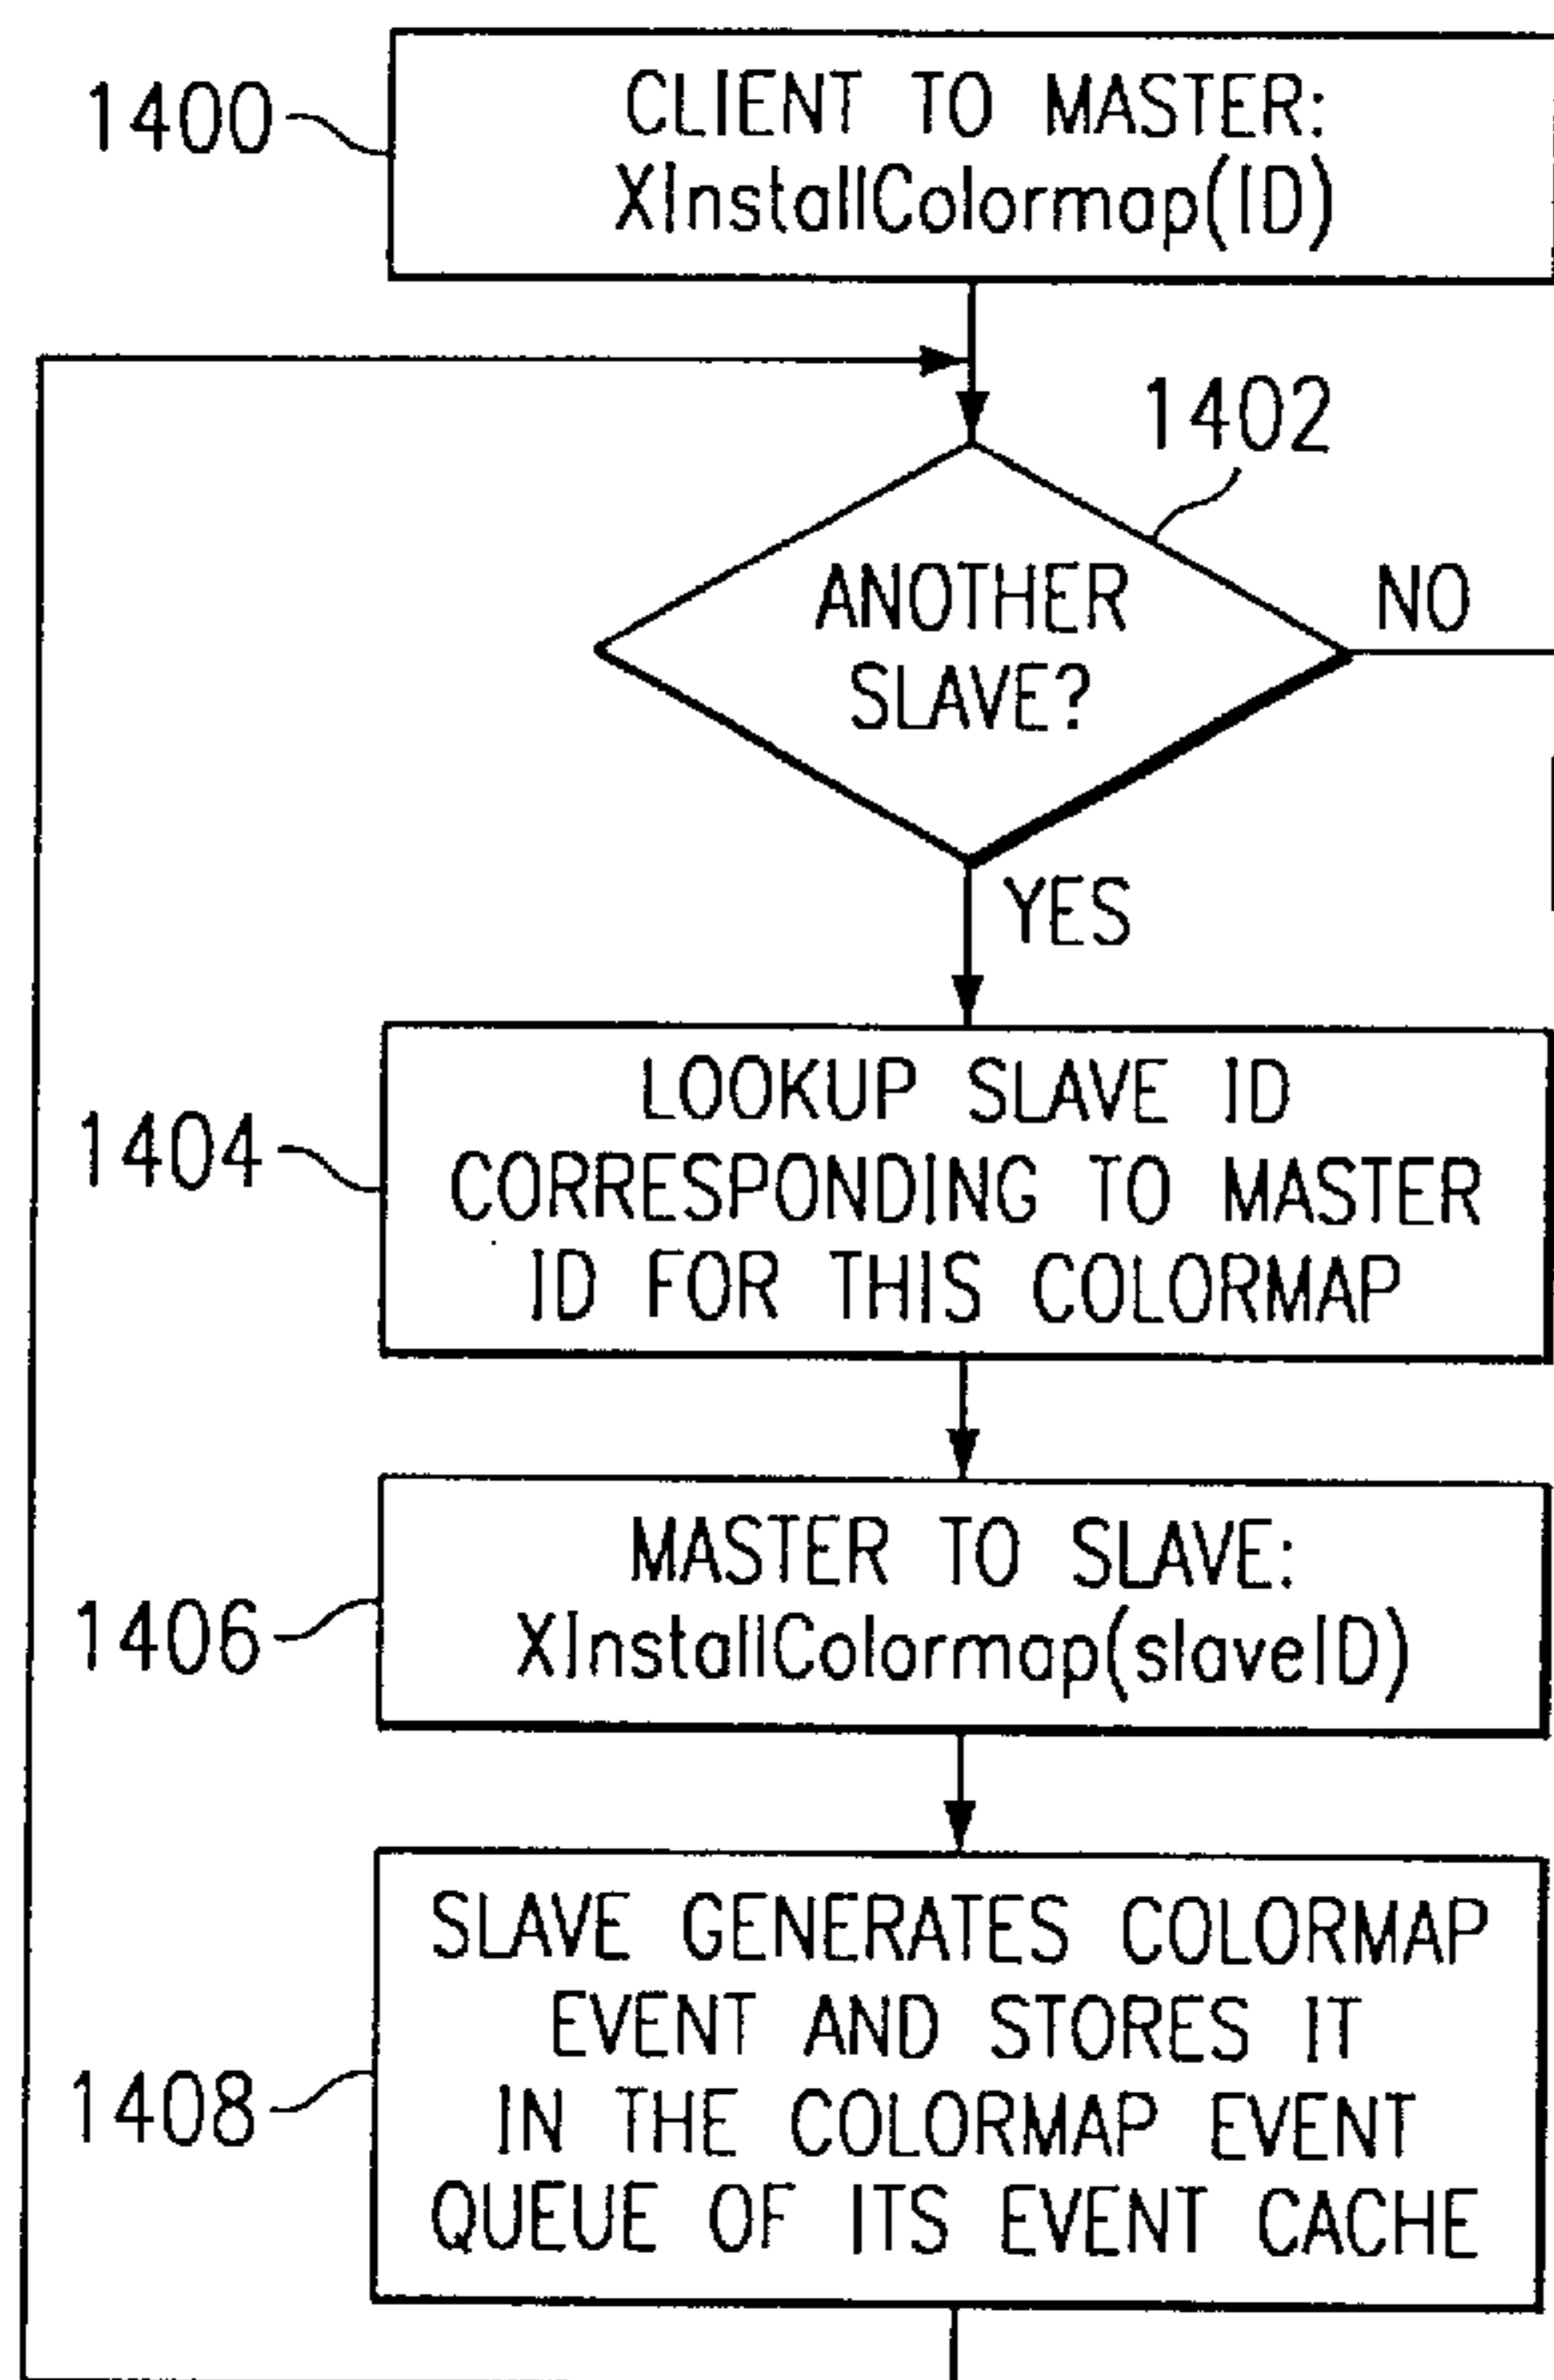 1400
CLIENT TO MASTER:
XInstallColormap(ID)
1402
ANOTHER
SLAVE?
NO
YES
1404
LOOKUP SLAVE ID
CORRESPONDING TO MASTER
ID FOR THIS COLORMAP
1406
MASTER TO SLAVE:
XInstallColormap(slaveID)
1408
SLAVE GENERATES COLORMAP
EVENT AND STORES IT
IN THE COLORMAP EVENT
QUEUE OF ITS EVENT CACHE